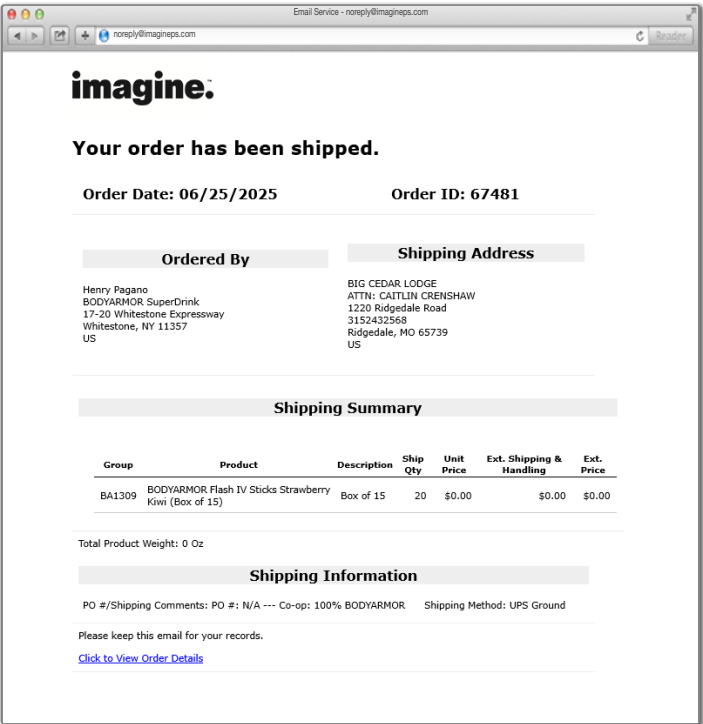 Email Service - noreply@imagineps.com
noreply@imagineps.com
Reader
imagine.
Your order has been shipped.
Order Date: 06/25/2025 Order ID: 67481
Ordered By
Henry Pagano
BODYARMOR SuperDrink
17-20 Whitestone Expressway
Whitestone, NY 11357
US
Shipping Address
BIG CEDAR LODGE
ATTN: CAITLIN CRENSHAW
1220 Ridgedale Road
3152432568
Ridgedale, MO 65739
US
Shipping Summary
Group Product Description Ship Qty Unit Price Ext. Shipping & Handling Ext. Price
BA1309 BODYARMOR Flash IV Sticks Strawberry Kiwi (Box of 15) Box of 15 20 $0.00 $0.00 $0.00
Total Product Weight: 0 Oz
Shipping Information
PO #/Shipping Comments: PO #: N/A --- Co-op: 100% BODYARMOR Shipping Method: UPS Ground
Please keep this email for your records.
Click to View Order Details